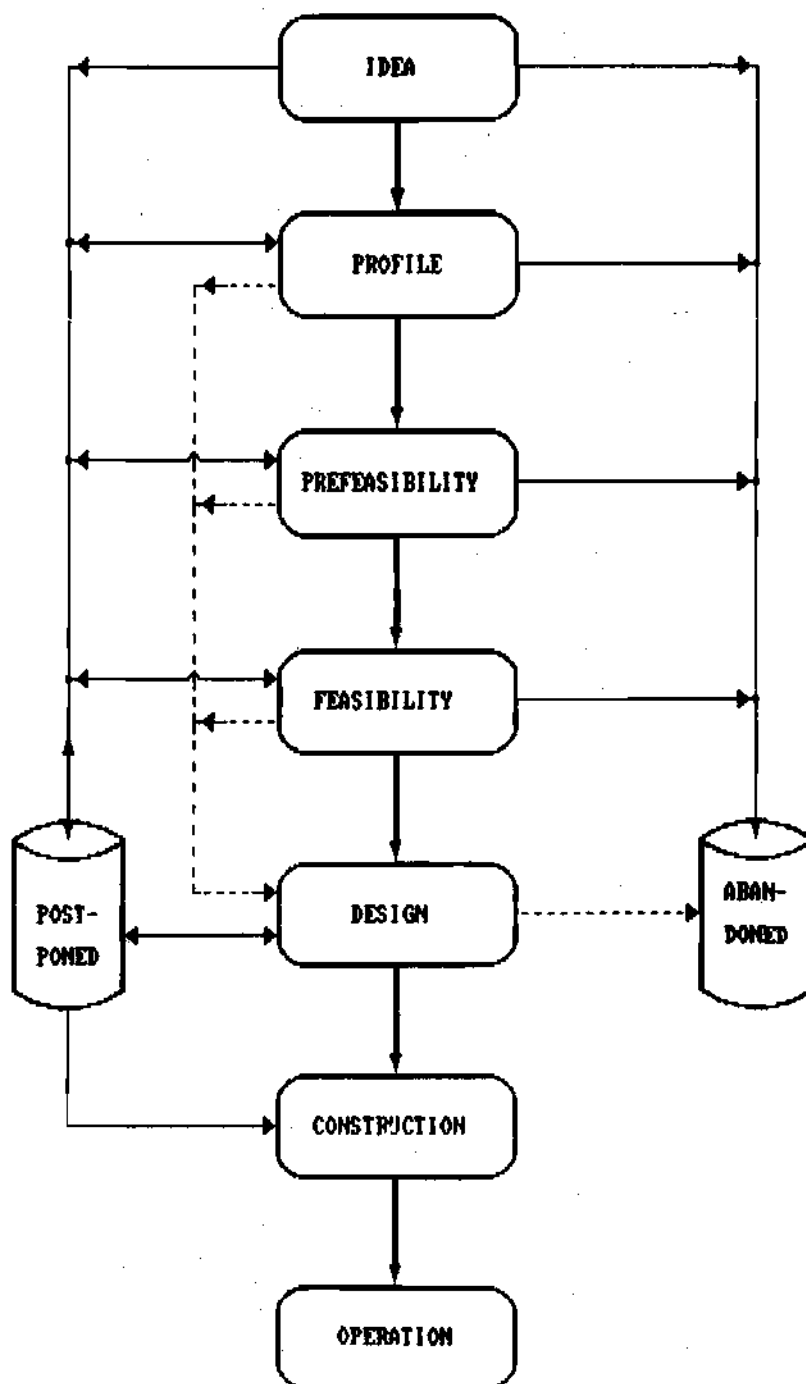 IDEA
PROFILE
PREFEASIBILITY
FEASIBILITY
POST-
PONED
DESIGN
ABAN-
DONED
CONSTRUCTION
OPERATION